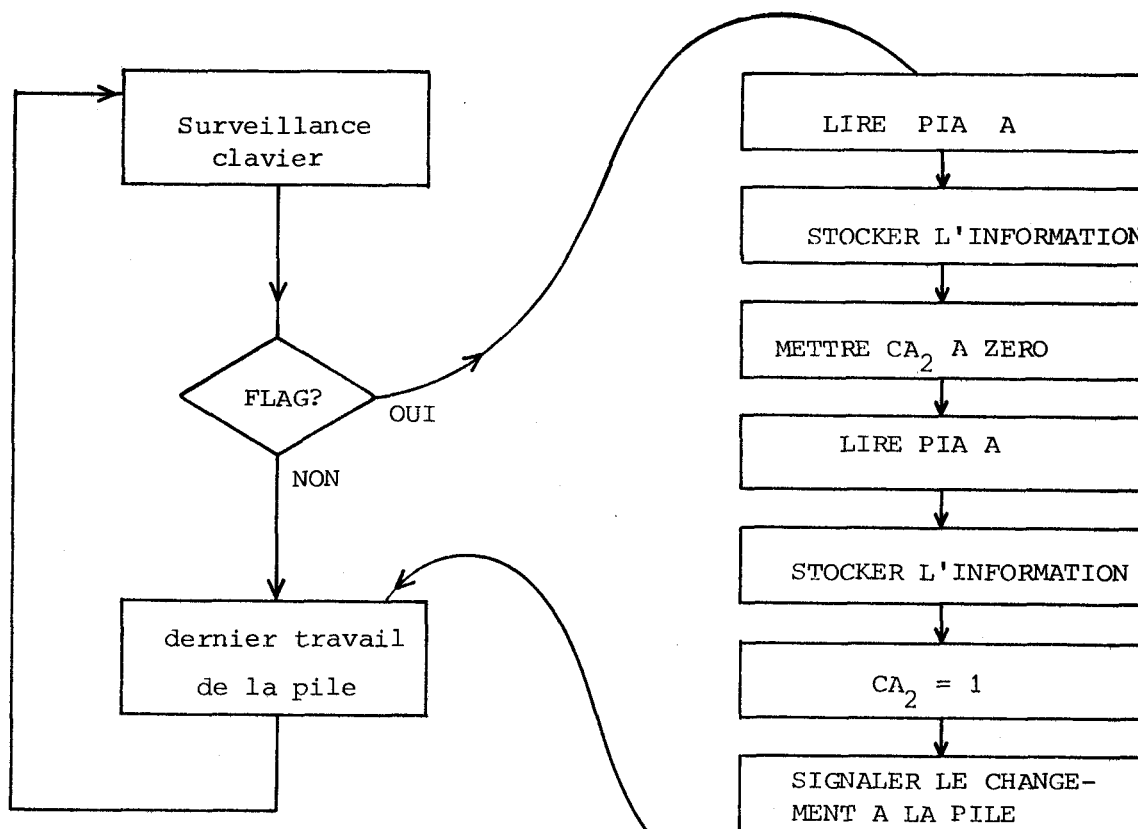 Surveillance
clavier
FLAG?
OUI
NON
dernier travail
de la pile
LIRE PIA A
STOCKER L'INFORMATION
METTRE CA2 A ZERO
LIRE PIA A
STOCKER L'INFORMATION
CA2 = 1
SIGNALER LE CHANGE-
MENT A LA PILE